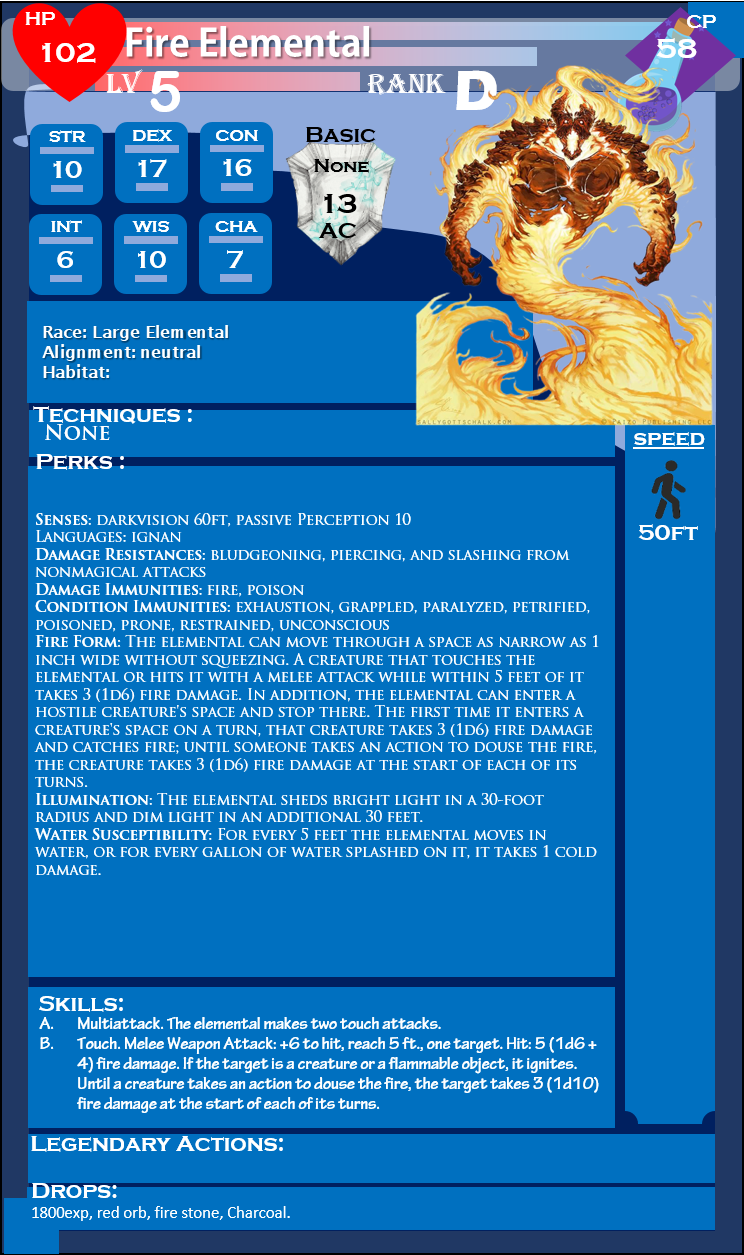 HP
102
Fire Elemental
CP
58
LV 5
RANK D
STR
10
DEX
17
CON
16
INT
6
WIS
10
CHA
7
Basic
None
13
AC
Race: Large Elemental
Alignment: neutral
Habitat:
WALLYGOTTSCHALK.COM
© PAIZO PUBLISHING LLC
Techniques :
None
Perks :
Senses: darkvision 60ft, passive Perception 10
Languages: ignan
Damage Resistances: bludgeoning, piercing, and slashing from
nonmagical attacks
Damage Immunities: fire, poison
Condition Immunities: exhaustion, grappled, paralyzed, petrified,
poisoned, prone, restrained, unconscious
Fire Form: The elemental can move through a space as narrow as 1
inch wide without squeezing. A creature that touches the
elemental or hits it with a melee attack while within 5 feet of it
takes 3 (1d6) fire damage. In addition, the elemental can enter a
hostile creature's space and stop there. The first time it enters a
creature's space on a turn, that creature takes 3 (1d6) fire damage
and catches fire; until someone takes an action to douse the fire,
the creature takes 3 (1d6) fire damage at the start of each of its
turns.
Illumination: The elemental sheds bright light in a 30-foot
radius and dim light in an additional 30 feet.
Water Susceptibility: For every 5 feet the elemental moves in
water, or for every gallon of water splashed on it, it takes 1 cold
damage.
SPEED
50ft
Skills:
A. Multiattack. The elemental makes two touch attacks.
B. Touch. Melee Weapon Attack: +6 to hit, reach 5 ft., one target. Hit: 5 (1d6 +
4) fire damage. If the target is a creature or a flammable object, it ignites.
Until a creature takes an action to douse the fire, the target takes 3 (1d10)
fire damage at the start of each of its turns.
Legendary Actions:
Drops:
1800exp, red orb, fire stone, Charcoal.